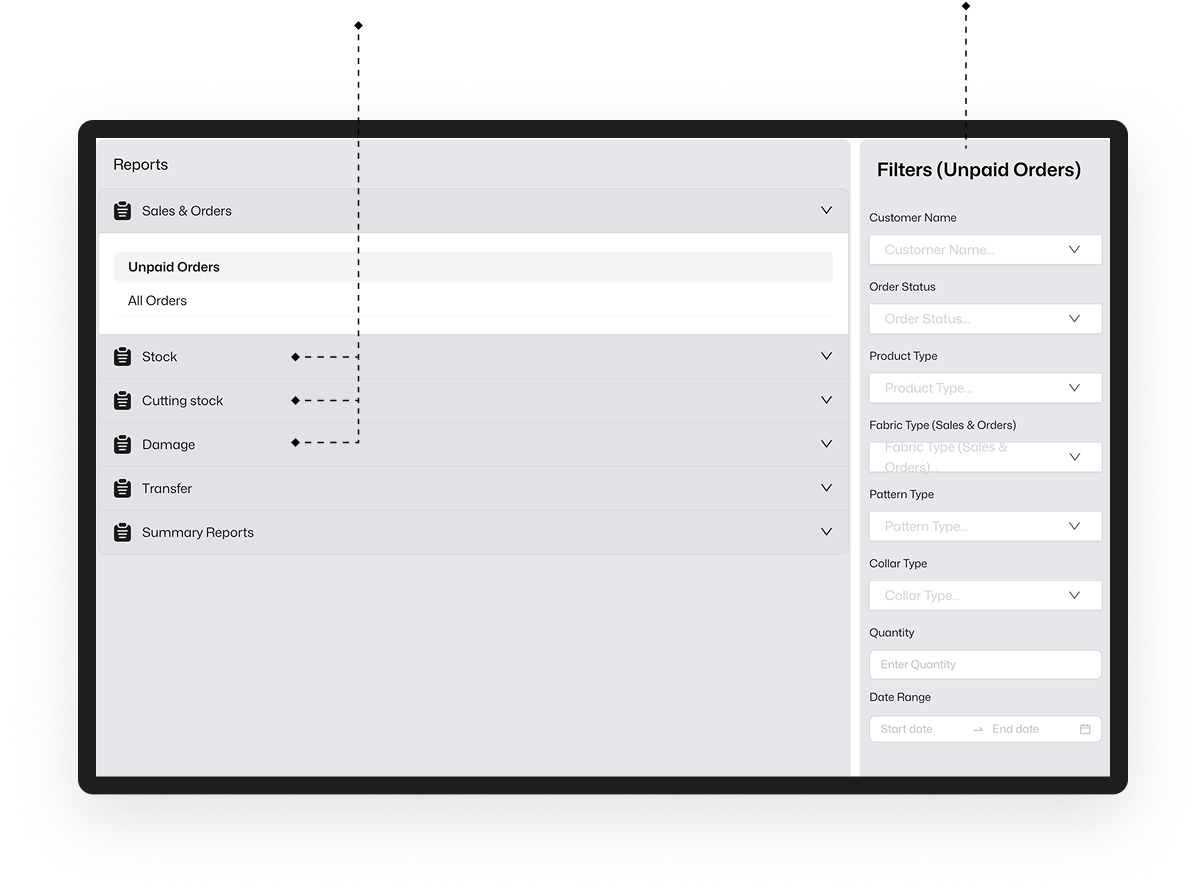 Reports
Sales & Orders
Unpaid Orders
All Orders
Stock
Cutting stock
Damage
Transfer
Summary Reports
Filters (Unpaid Orders)
Customer Name
Customer Name...
Order Status
Order Status...
Product Type
Product Type...
Fabric Type (Sales & Orders)
Fabric Type (Sales &
Orders)...
Pattern Type
Pattern Type...
Collar Type
Collar Type...
Quantity
Enter Quantity
Date Range
Start date → End date